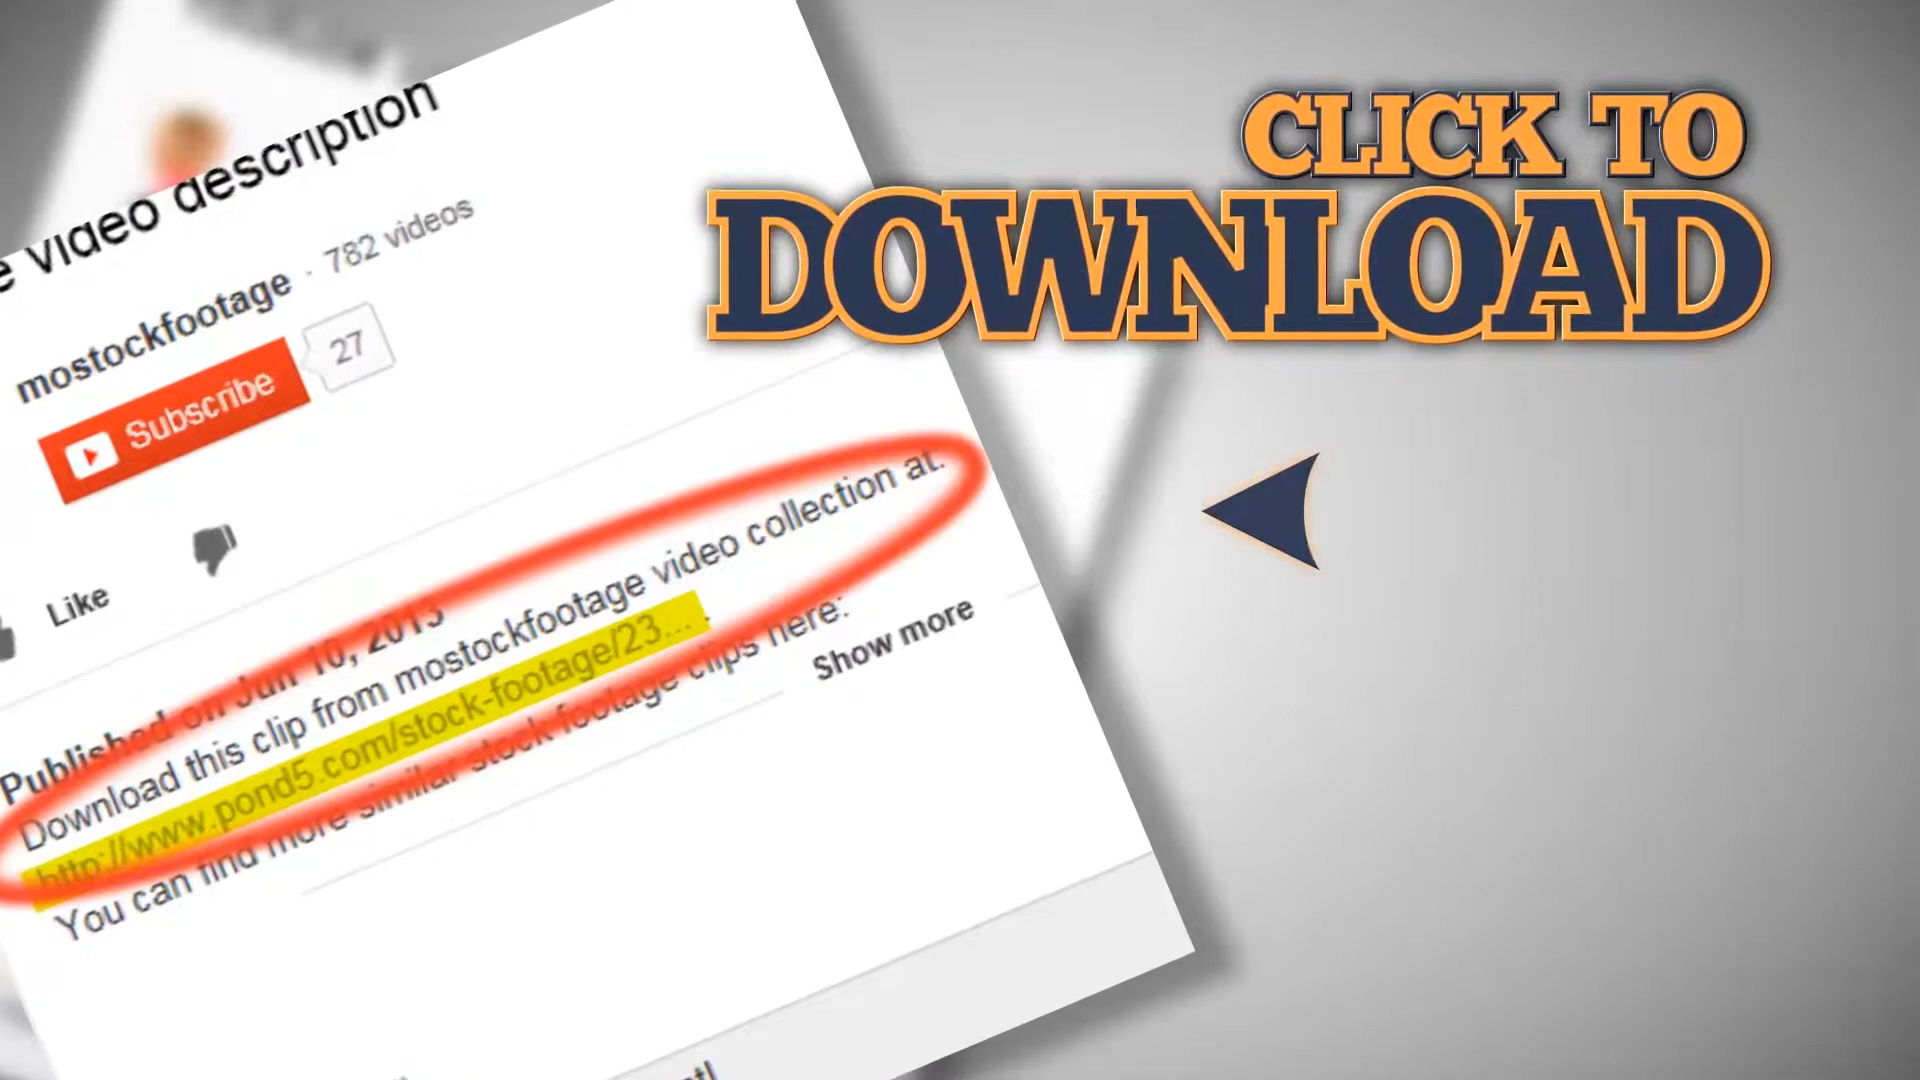 CLICK TO
DOWNLOAD
video description
mostockfootage · 782 videos
Subscribe 27
Like
Published on Jun 10, 2013
Download this clip from mostockfootage video collection at:
http://www.pond5.com/stock-footage/23... .
You can find more similar stock footage clips here:
Show more